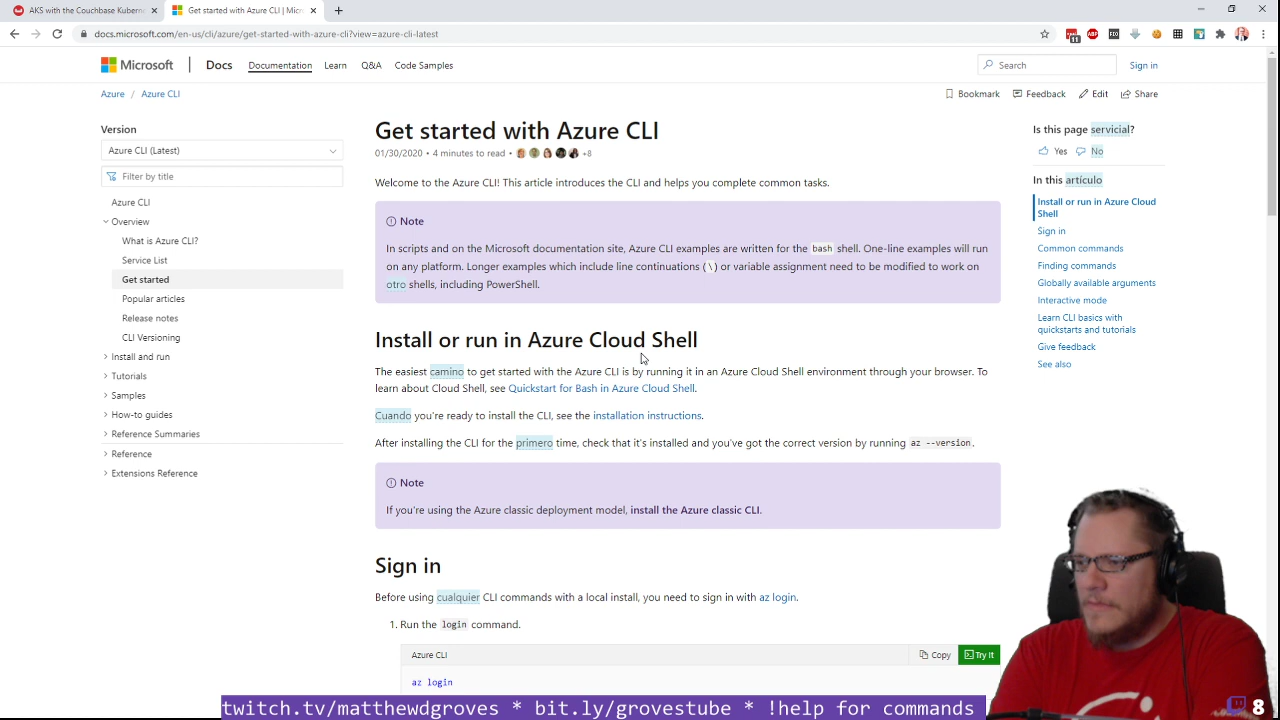 AKS with the Couchbase Kubern
Get started with Azure CLI | Micros
docs.microsoft.com/en-us/cli/azure/get-started-with-azure-cli?view=azure-cli-latest
11
ABP
Microsoft
Docs
Documentation
Learn
Q&A
Code Samples
Search
Sign in
Azure / Azure CLI
Bookmark
Feedback
Edit
Share
Version
Azure CLI (Latest)
Filter by title
Azure CLI
Overview
What is Azure CLI?
Service List
Get started
Popular articles
Release notes
CLI Versioning
Install and run
Tutorials
Samples
How-to guides
Reference Summaries
Reference
Extensions Reference
Get started with Azure CLI
01/30/2020 • 4 minutes to read • +8
Welcome to the Azure CLI! This article introduces the CLI and helps you complete common tasks.
Note
In scripts and on the Microsoft documentation site, Azure CLI examples are written for the bash shell. One-line examples will run
on any platform. Longer examples which include line continuations (\) or variable assignment need to be modified to work on
otro shells, including PowerShell.
Install or run in Azure Cloud Shell
The easiest camino to get started with the Azure CLI is by running it in an Azure Cloud Shell environment through your browser. To
learn about Cloud Shell, see Quickstart for Bash in Azure Cloud Shell.
Cuando you're ready to install the CLI, see the installation instructions.
After installing the CLI for the primero time, check that it's installed and you've got the correct version by running az --version.
Note
If you're using the Azure classic deployment model, install the Azure classic CLI.
Sign in
Before using cualquier CLI commands with a local install, you need to sign in with az login.
1. Run the login command.
Azure CLI
Copy
Try It
az login
Is this page servicial?
Yes
No
In this artículo
Install or run in Azure Cloud
Shell
Sign in
Common commands
Finding commands
Globally available arguments
Interactive mode
Learn CLI basics with
quickstarts and tutorials
Give feedback
See also
twitch.tv/matthewdgroves * bit.ly/grovestube * !help for commands
8